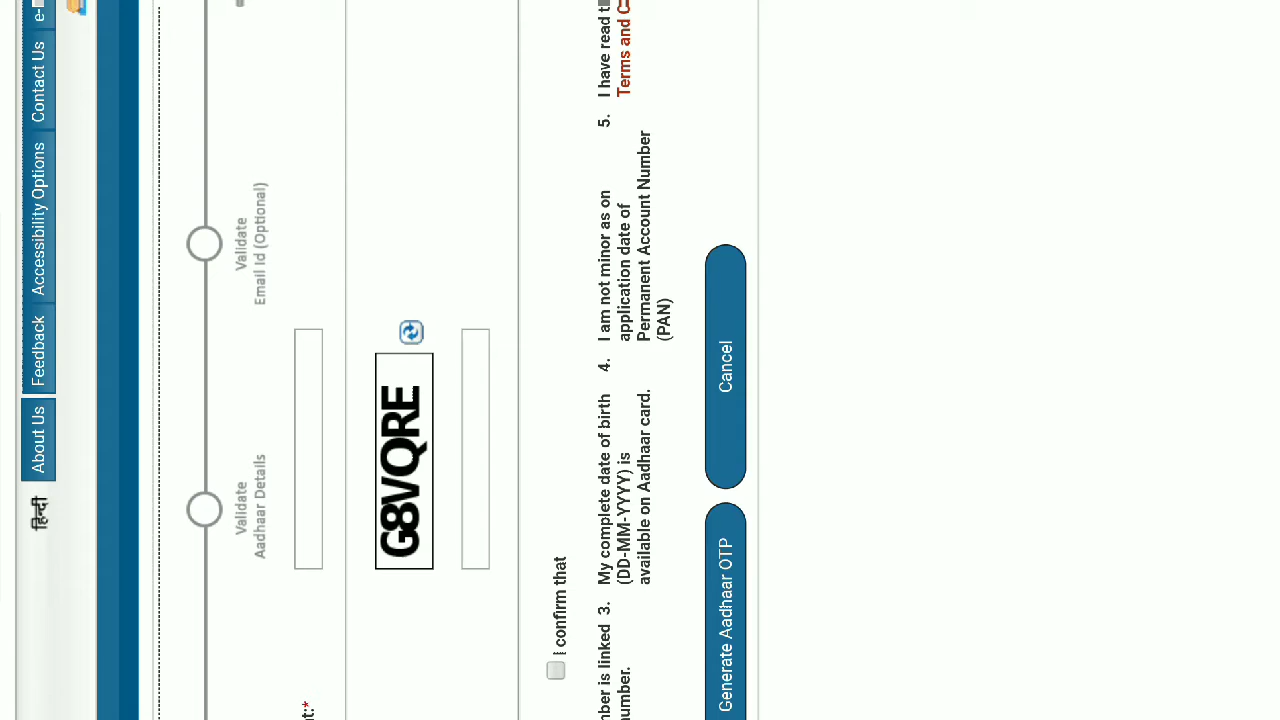 हिन्दी About Us Feedback Accessibility Options Contact Us e-
Validate
Aadhaar Details
Validate
Email Id (Optional)
G8VQRE
I confirm that
is linked
number.
3. My complete date of birth
(DD-MM-YYYY) is
available on Aadhaar card.
4. I am not minor as on
application date of
Permanent Account Number
(PAN)
5. I have read
Terms and
Generate Aadhaar OTP
Cancel